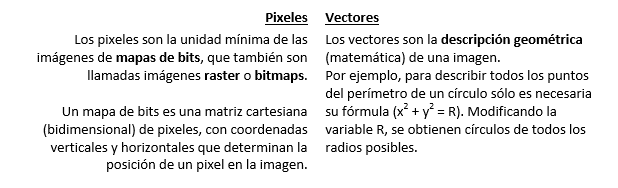 Pixeles
Los pixeles son la unidad mínima de las
imágenes de mapas de bits, que también son
llamadas imágenes raster o bitmaps.
Un mapa de bits es una matriz cartesiana
(bidimensional) de pixeles, con coordenadas
verticales y horizontales que determinan la
posición de un pixel en la imagen.
Vectores
Los vectores son la descripción geométrica
(matemática) de una imagen.
Por ejemplo, para describir todos los puntos
del perímetro de un círculo sólo es necesaria
su fórmula (x² + y² = R). Modificando la
variable R, se obtienen círculos de todos los
radios posibles.